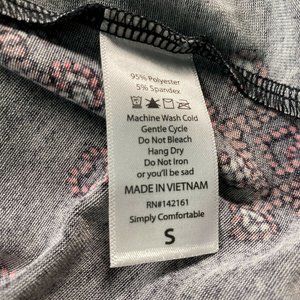 95% Polyester
5% Spandex
Machine Wash Cold
Gentle Cycle
Do Not Bleach
Hang Dry
Do Not Iron
or you'll be sad
MADE IN VIETNAM
RN#142161
Simply Comfortable
S